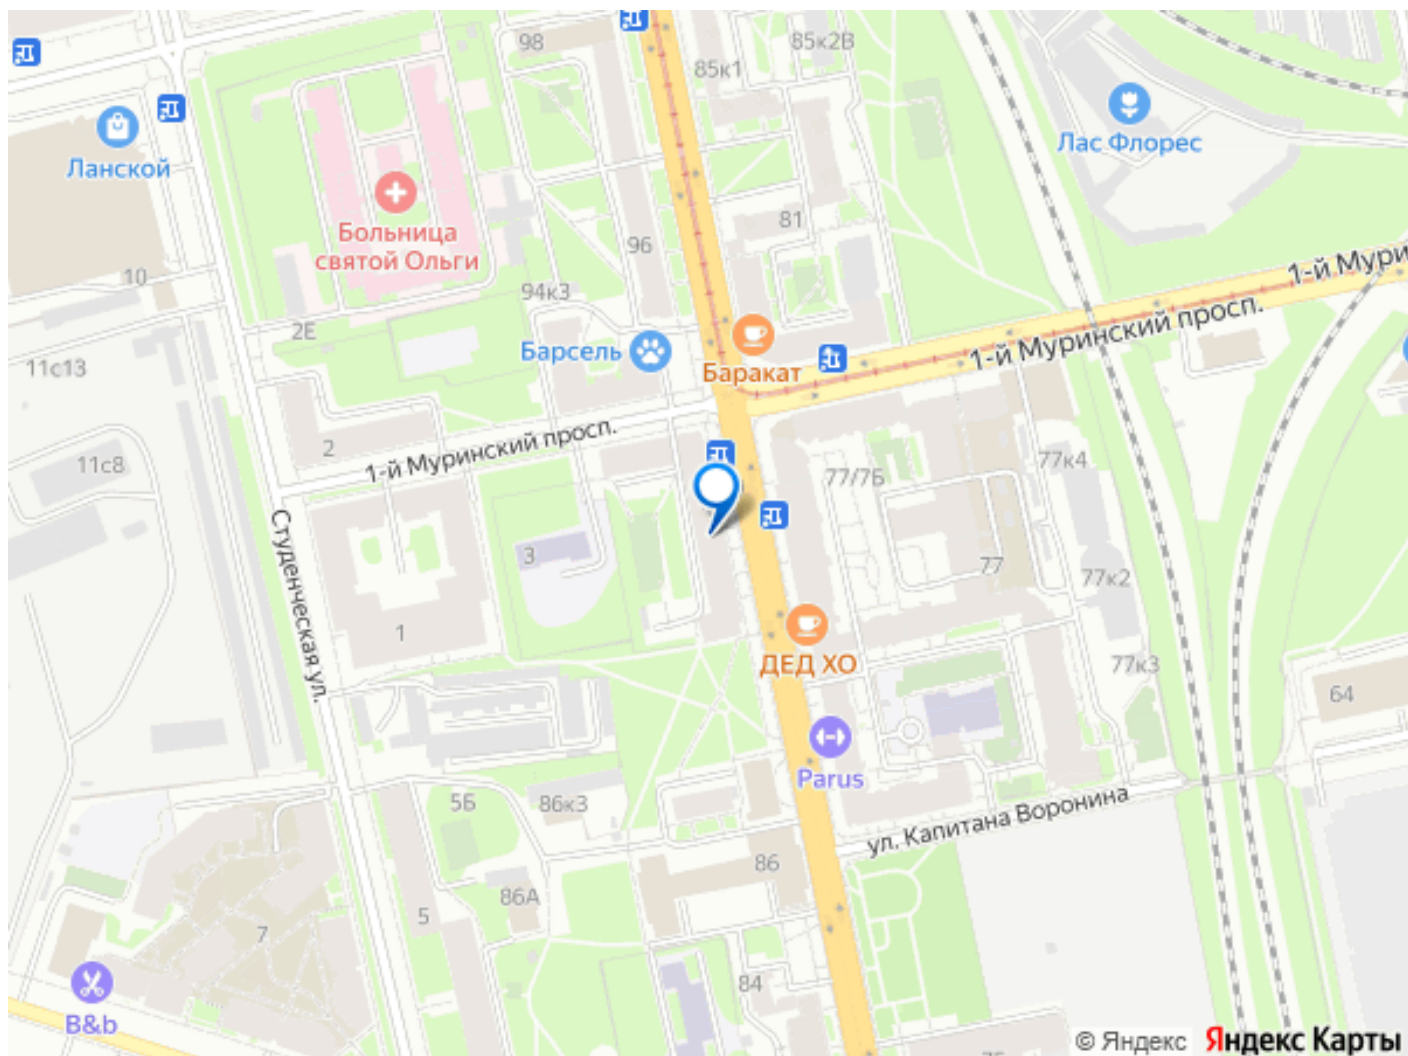 98
85к2В
85к1
Ланской
Лас Флорес
Больница
святой Ольги
81
96
10
94к3
1-й Мури
2Е
1-й Муринский просп.
Барсель
11с13
Баракат
2
1-й Муринский просп.
11с8
77к4
77/7Б
Студенческая ул.
3
77
77к2
1
ДЕД ХО
77к3
64
Parus
5Б
86к3
ул. Капитана Воронина
86
86А
5
7
84
B&b
© Яндекс Яндекс Карты